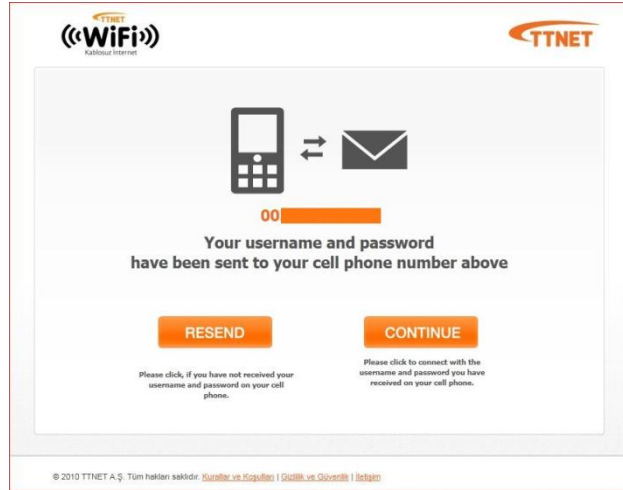 TTNET
WiFi
Kablosuz Internet
TTNET
00
Your username and password
have been sent to your cell phone number above
RESEND
CONTINUE
Please click, if you have not received your
username and password on your cell
phone.
Please click to connect with the
username and password you have
received on your cell phone.
© 2010 TTNET A.Ş. Tüm hakları saklıdır. Kurallar ve Koşulları | Gizlilik ve Güvenlik | İletişim